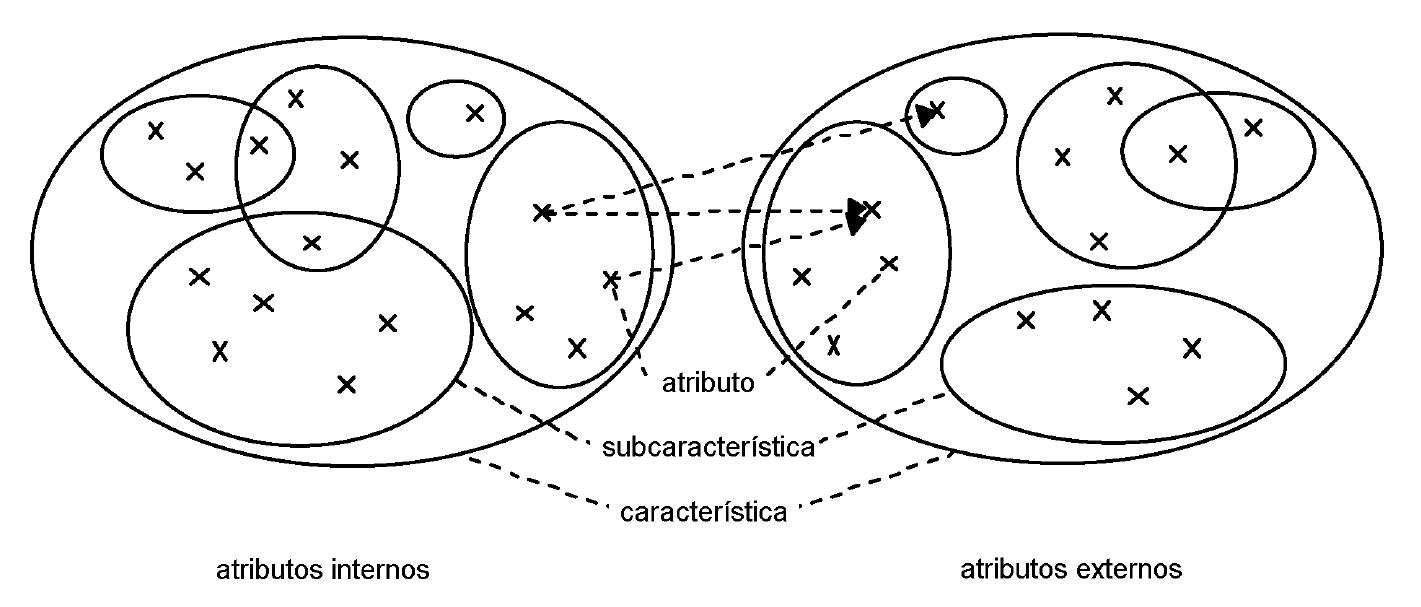 atributo
subcaracterística
característica
atributos internos
atributos externos